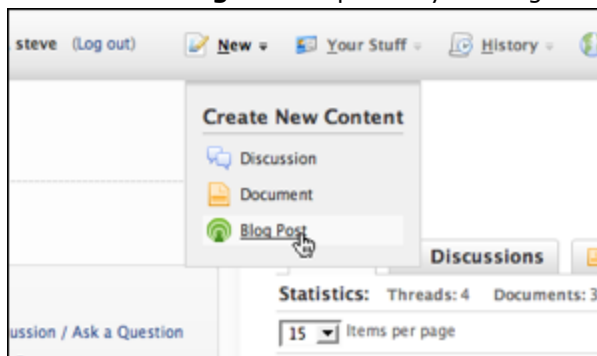 steve (Log out) New Your Stuff History
Create New Content
Discussion
Document
Blog Post
Discussions
Statistics: Threads: 4 Documents: 3
ussion / Ask a Question
15 Items per page